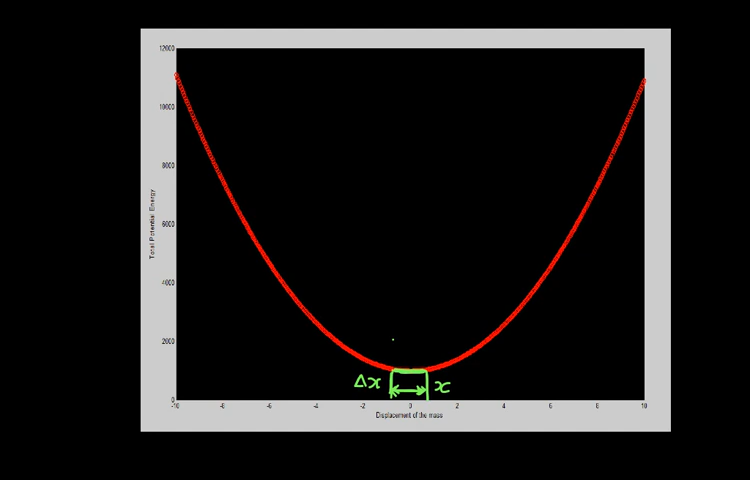 12000
10000
8000
6000
4000
2000
0
Total Potential Energy
Δx
x
-10 -8 -6 -4 -2 0 2 4 6 8 10
Displacement of the mass